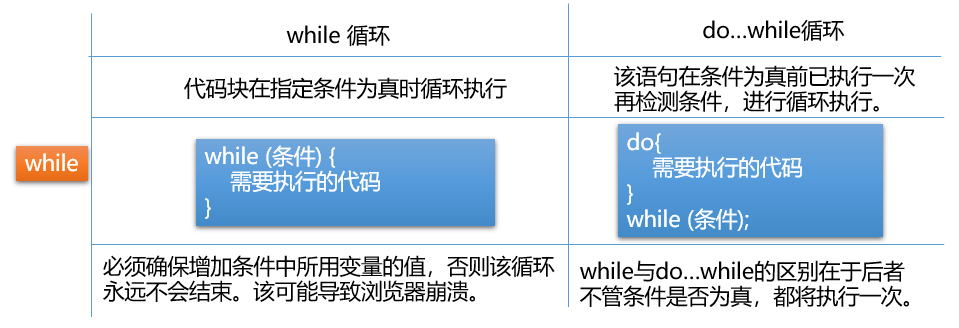 while 循环
do...while循环
代码块在指定条件为真时循环执行
该语句在条件为真前已执行一次
再检测条件，进行循环执行。
while
while (条件) {
需要执行的代码
}
do{
需要执行的代码
}
while (条件);
必须确保增加条件中所用变量的值，否则该循环
永远不会结束。该可能导致浏览器崩溃。
while与do...while的区别在于后者
不管条件是否为真，都将执行一次。